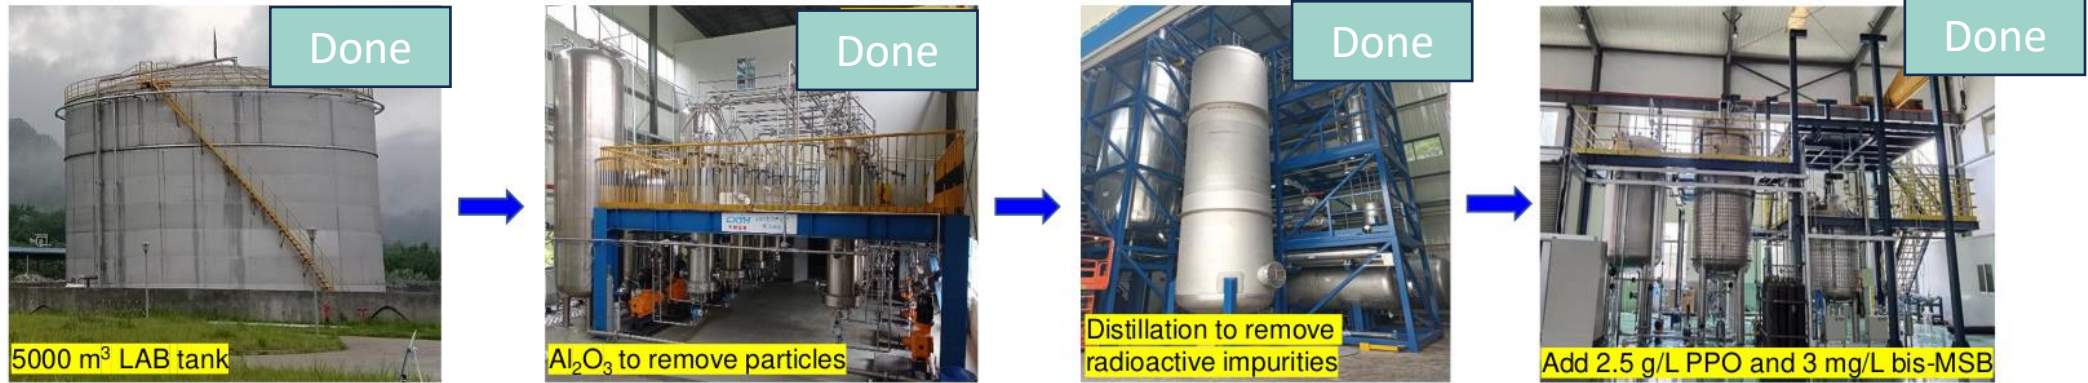 Done
5000 m³ LAB tank
Done
Al₂O₃ to remove particles
Done
Distillation to remove
radioactive impurities
Done
Add 2.5 g/L PPO and 3 mg/L bis-MSB